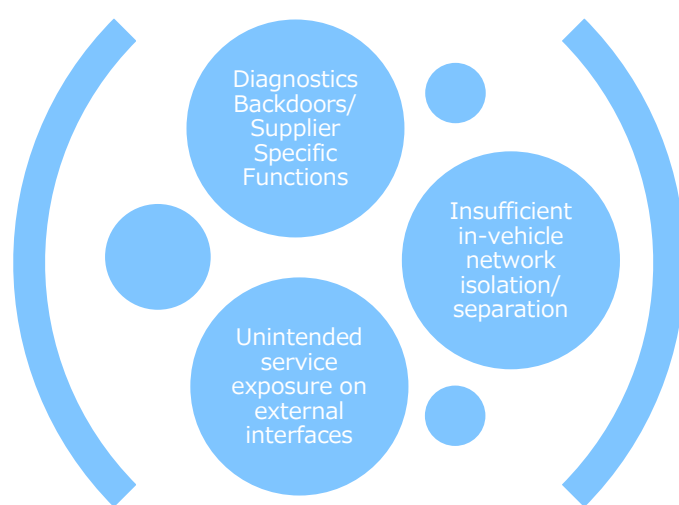 Diagnostics
Backdoors/
Supplier
Specific
Functions
Insufficient
in-vehicle
network
isolation/
separation
Unintended
service
exposure on
external
interfaces